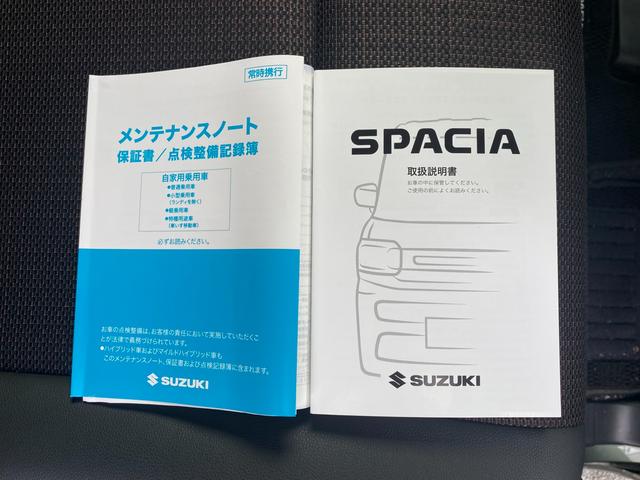 常時携行
メンテナンスノート
保証書／点検整備記録簿
自家用乗用車
●普通乗用車
●小型乗用車
(ランディを除く)
●軽乗用車
●特種用途車
(車いす移動車)
必ずお読みください。
お車の点検整備は、お客様の責任において実施していただくこ
とが法律で義務づけられています。
●ハイブリッド車およびマイルドハイブリッド車も
このメンテナンスノート、保証書および点検記録簿に含まれます。
SUZUKI
SPACIA
取扱説明書
お車の中に保管してください。
ご使用の前によくお読みください。
SUZUKI